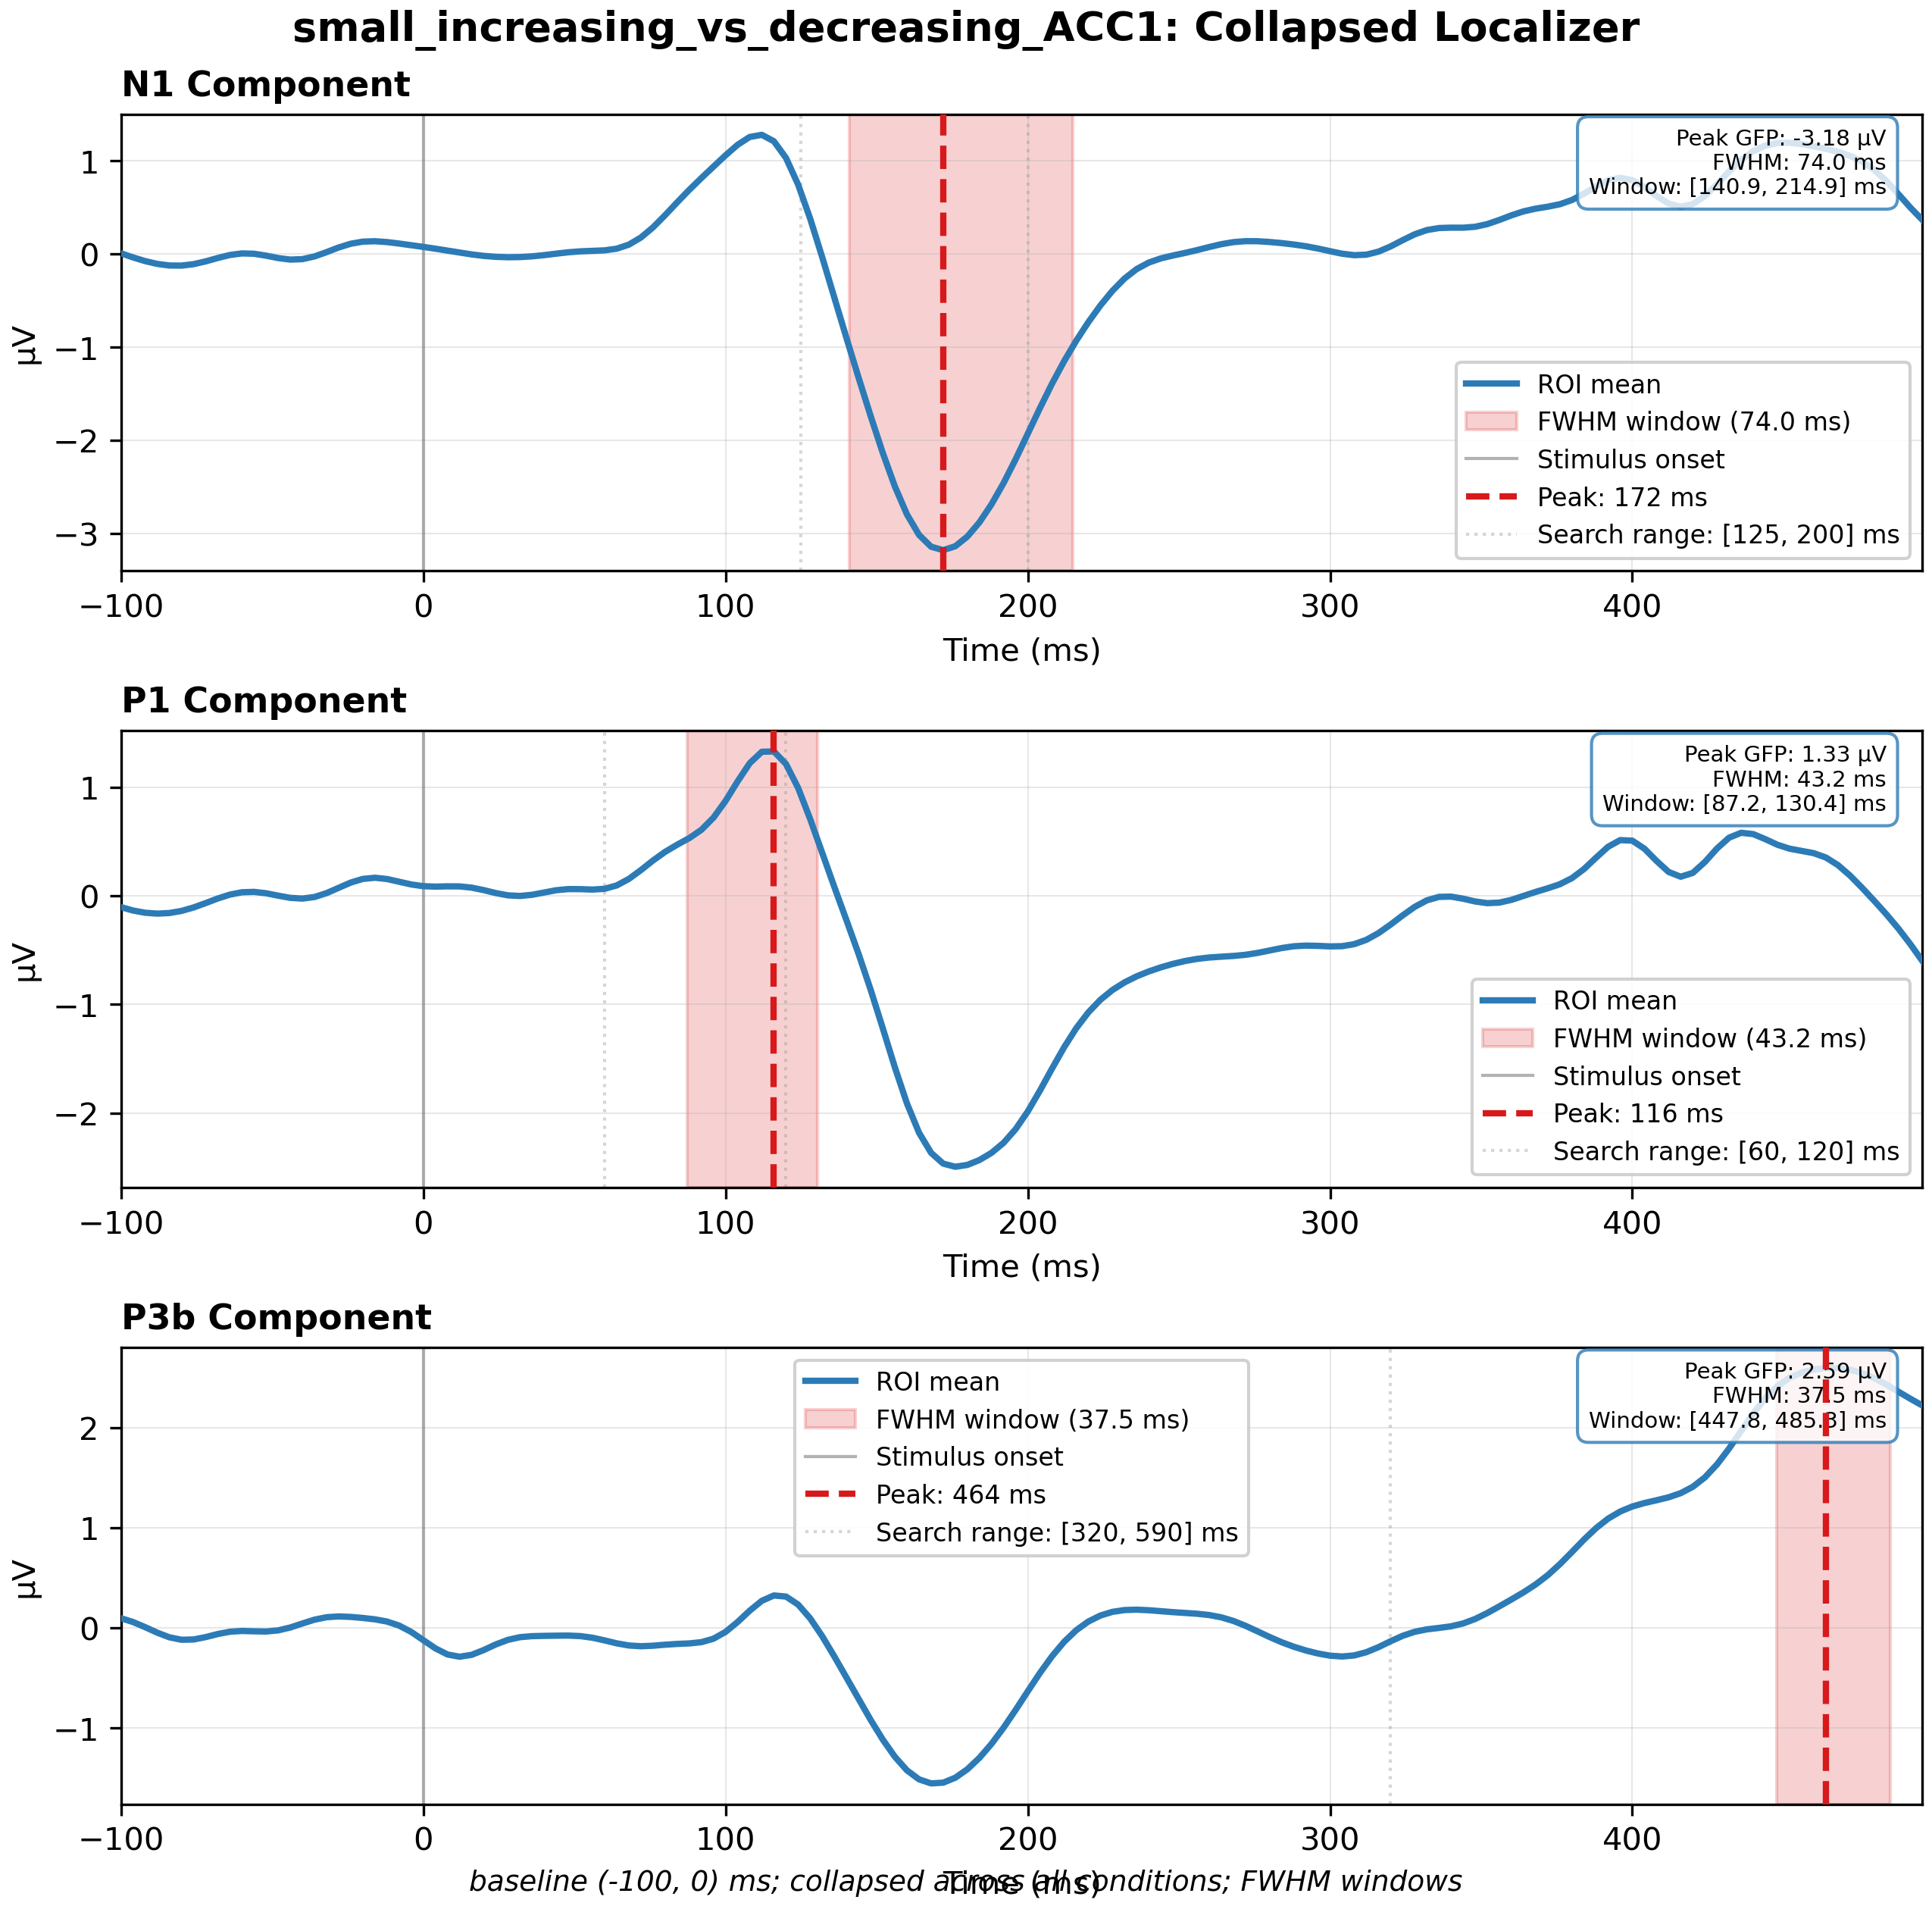 small_increasing_vs_decreasing_ACC1: Collapsed Localizer
N1 Component
Peak GFP: -3.18 µV
FWHM: 74.0 ms
Window: [140.9, 214.9] ms
1
0
−1
−2
−3
µV
ROI mean
FWHM window (74.0 ms)
Stimulus onset
Peak: 172 ms
Search range: [125, 200] ms
−100 0 100 200 300 400
Time (ms)
P1 Component
Peak GFP: 1.33 µV
FWHM: 43.2 ms
Window: [87.2, 130.4] ms
1
0
−1
−2
µV
ROI mean
FWHM window (43.2 ms)
Stimulus onset
Peak: 116 ms
Search range: [60, 120] ms
−100 0 100 200 300 400
Time (ms)
P3b Component
ROI mean
FWHM window (37.5 ms)
Stimulus onset
Peak: 464 ms
Search range: [320, 590] ms
Peak GFP: 2.59 µV
FWHM: 37.5 ms
Window: [447.8, 485.3] ms
2
1
0
−1
µV
−100 0 100 200 300 400
Time (ms)
baseline (-100, 0) ms; collapsed across all conditions; FWHM windows